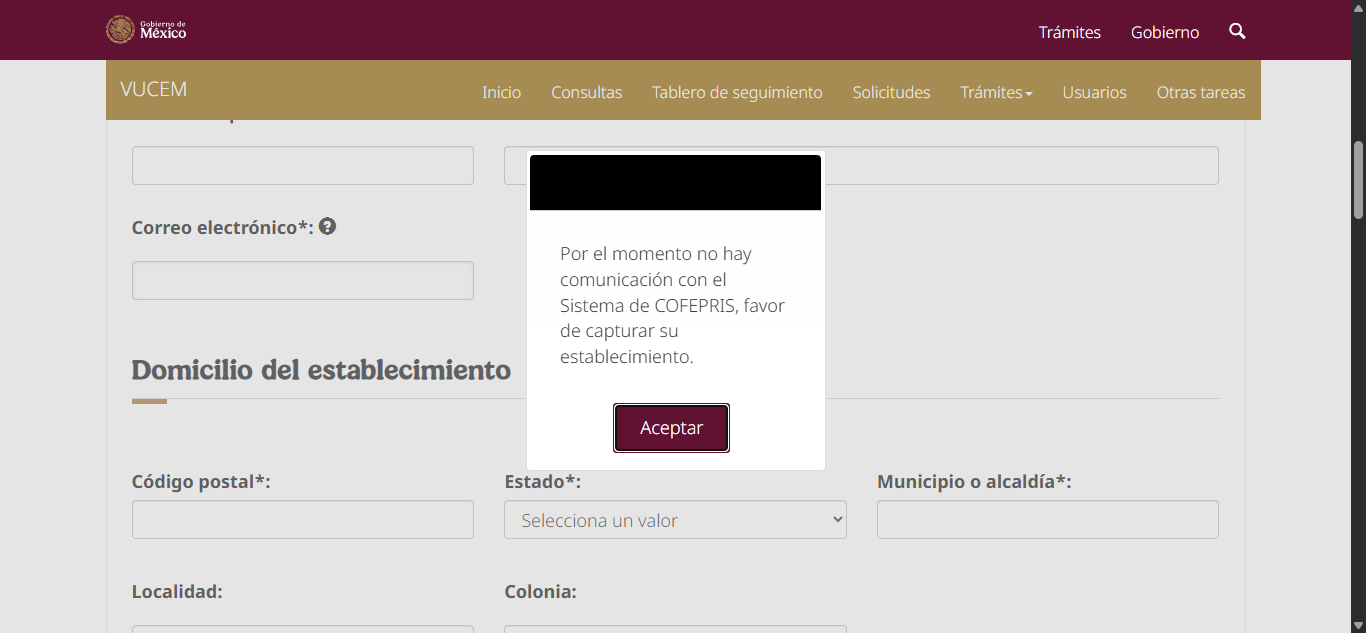 Gobierno de
México
Trámites
Gobierno
VUCEM
Inicio
Consultas
Tablero de seguimiento
Solicitudes
Trámites
Usuarios
Otras tareas
Correo electrónico*:
Por el momento no hay
comunicación con el
Sistema de COFEPRIS, favor
de capturar su
establecimiento.
Aceptar
Domicilio del establecimiento
Código postal*:
Estado*:
Municipio o alcaldía*:
Selecciona un valor
Localidad:
Colonia: